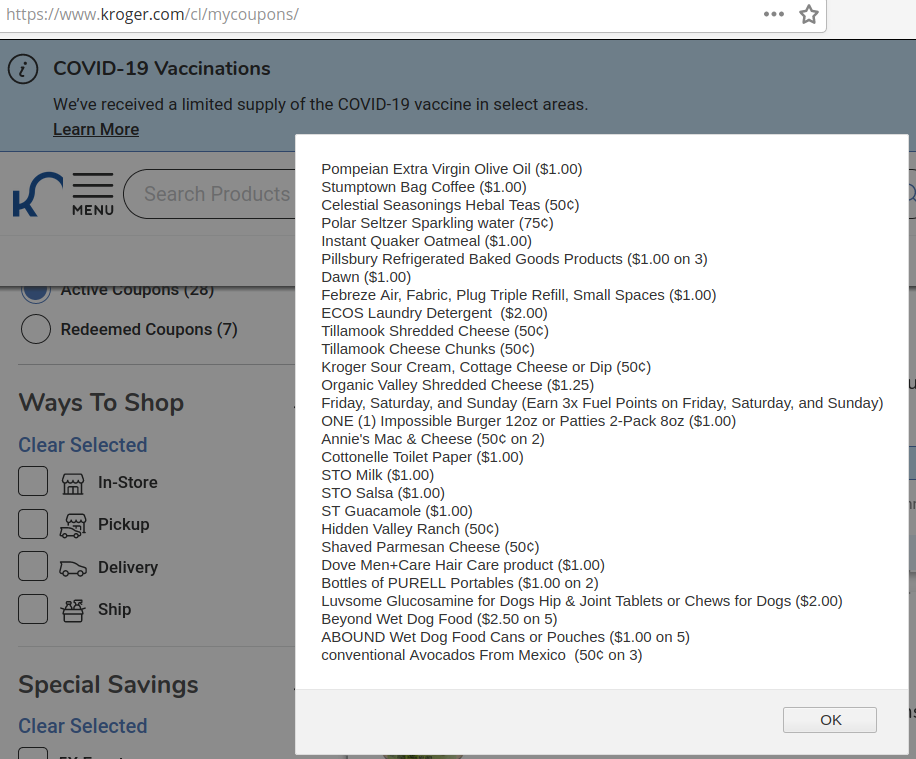 https://www.kroger.com/cl/mycoupons/
COVID-19 Vaccinations
We've received a limited supply of the COVID-19 vaccine in select areas.
Learn More
MENU
Search Products
Active Coupons (28)
Redeemed Coupons (7)
Ways To Shop
Clear Selected
In-Store
Pickup
Delivery
Ship
Special Savings
Clear Selected
Pompeian Extra Virgin Olive Oil ($1.00)
Stumptown Bag Coffee ($1.00)
Celestial Seasonings Hebal Teas (50¢)
Polar Seltzer Sparkling water (75¢)
Instant Quaker Oatmeal ($1.00)
Pillsbury Refrigerated Baked Goods Products ($1.00 on 3)
Dawn ($1.00)
Febreze Air, Fabric, Plug Triple Refill, Small Spaces ($1.00)
ECOS Laundry Detergent  ($2.00)
Tillamook Shredded Cheese (50¢)
Tillamook Cheese Chunks (50¢)
Kroger Sour Cream, Cottage Cheese or Dip (50¢)
Organic Valley Shredded Cheese ($1.25)
Friday, Saturday, and Sunday (Earn 3x Fuel Points on Friday, Saturday, and Sunday)
ONE (1) Impossible Burger 12oz or Patties 2-Pack 8oz ($1.00)
Annie's Mac & Cheese (50¢ on 2)
Cottonelle Toilet Paper ($1.00)
STO Milk ($1.00)
STO Salsa ($1.00)
ST Guacamole ($1.00)
Hidden Valley Ranch (50¢)
Shaved Parmesan Cheese (50¢)
Dove Men+Care Hair Care product ($1.00)
Bottles of PURELL Portables ($1.00 on 2)
Luvsome Glucosamine for Dogs Hip & Joint Tablets or Chews for Dogs ($2.00)
Beyond Wet Dog Food ($2.50 on 5)
ABOUND Wet Dog Food Cans or Pouches ($1.00 on 5)
conventional Avocados From Mexico  (50¢ on 3)
OK